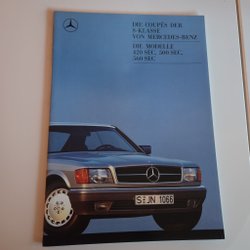 DIE COUPÉS DER
S-KLASSE
VON MERCEDES-BENZ
DIE MODELLE
420 SEC, 500 SEC,
560 SEC
S JN 1066